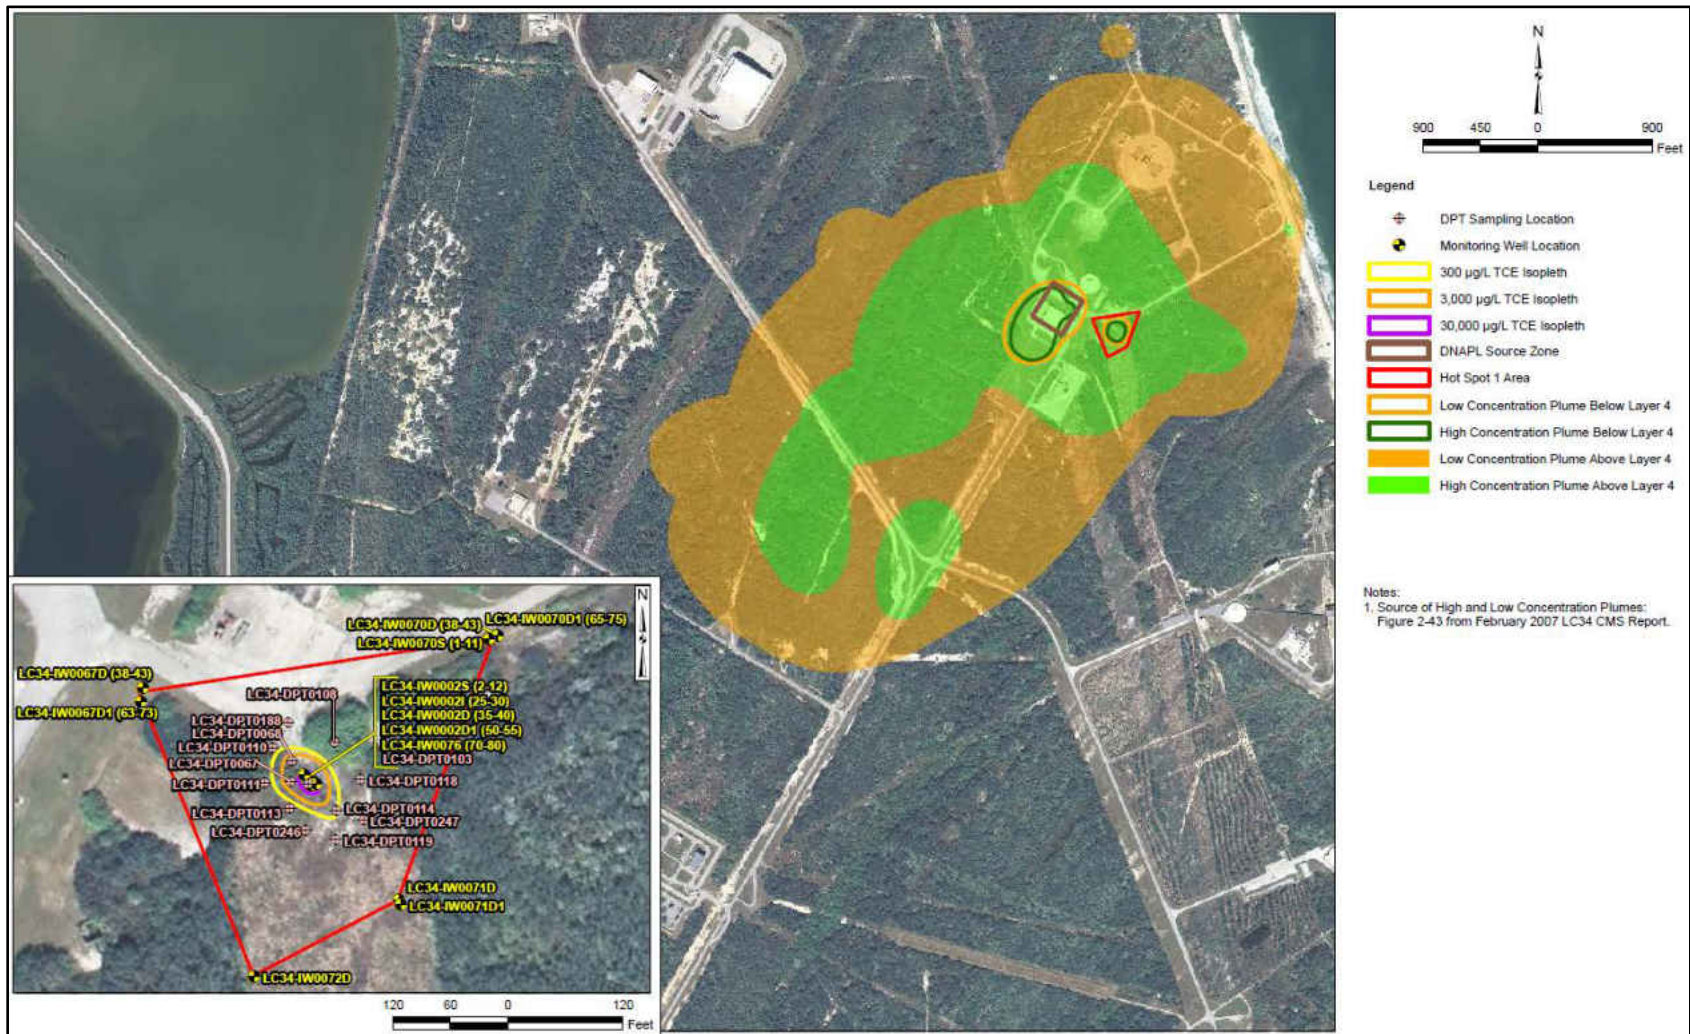 N
900 450 0 900
Feet
Legend
DPT Sampling Location
Monitoring Well Location
300 µg/L TCE Isopleth
3,000 µg/L TCE Isopleth
30,000 µg/L TCE Isopleth
DNAPL Source Zone
Hot Spot 1 Area
Low Concentration Plume Below Layer 4
High Concentration Plume Below Layer 4
Low Concentration Plume Above Layer 4
High Concentration Plume Above Layer 4
Notes:
1. Source of High and Low Concentration Plumes:
Figure 2-43 from February 2007 LC34 CMS Report.
N
LC34-IW0070D (38-43)
LC34-IW0070D1 (65-75)
LC34-IW0070S (1-11)
LC34-IW0067D (38-43)
LC34-IW0067D1 (63-73)
LC34-DPT0108
LC34-IW0002S (2-12)
LC34-IW0002I (25-30)
LC34-IW0002D (35-40)
LC34-IW0002D1 (50-55)
LC34-IW0076 (70-80)
LC34-DPT0103
LC34-DPT0188
LC34-DPT0068
LC34-DPT0110
LC34-DPT0067
LC34-DPT0111
LC34-DPT0118
LC34-DPT0113
LC34-DPT0114
LC34-DPT0247
LC34-DPT0246
LC34-DPT0119
LC34-IW0071D
LC34-IW0071D1
LC34-IW0072D
120 60 0 120
Feet